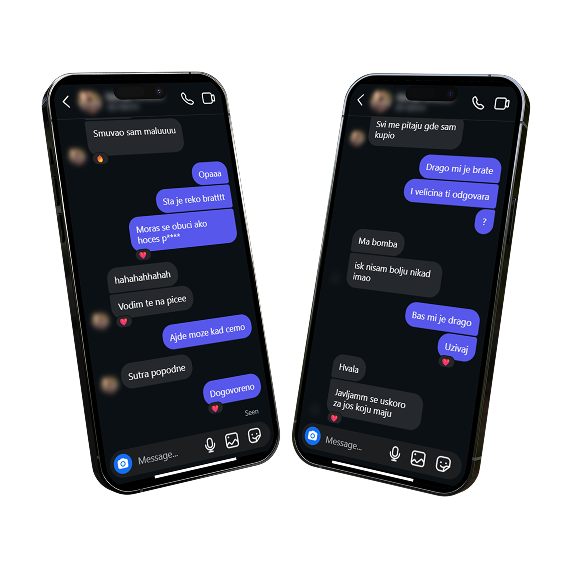 Smuvao sam maluuuu
Opaaa
Sta je reko bratttt
Moras se obuci ako
hoces p****
hahahahhahah
Vodim te na picee
Ajde moze kad cemo
Sutra popodne
Dogovoreno
Seen
Message...
Svi me pitaju gde sam
kupio
Drago mi je brate
I velicina ti odgovara
?
Ma bomba
isk nisam bolju nikad
imao
Bas mi je drago
Uzivaj
Hvala
Javljamm se uskoro
za jos koju maju
Message...